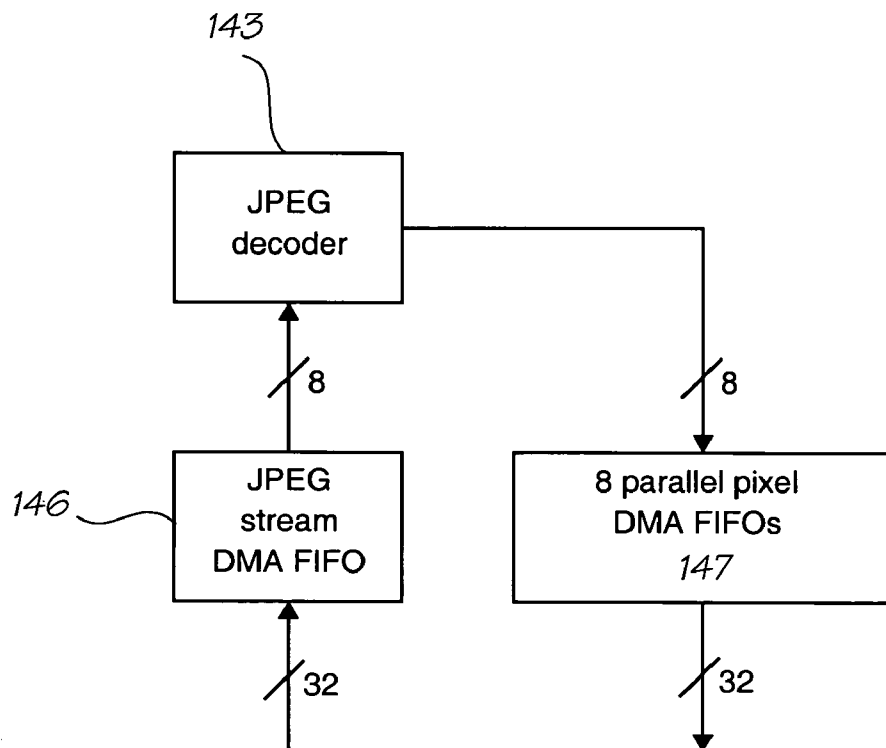 143
JPEG
decoder
8
8
146
JPEG
stream
DMA FIFO
8 parallel pixel
DMA FIFOs
147
32
32